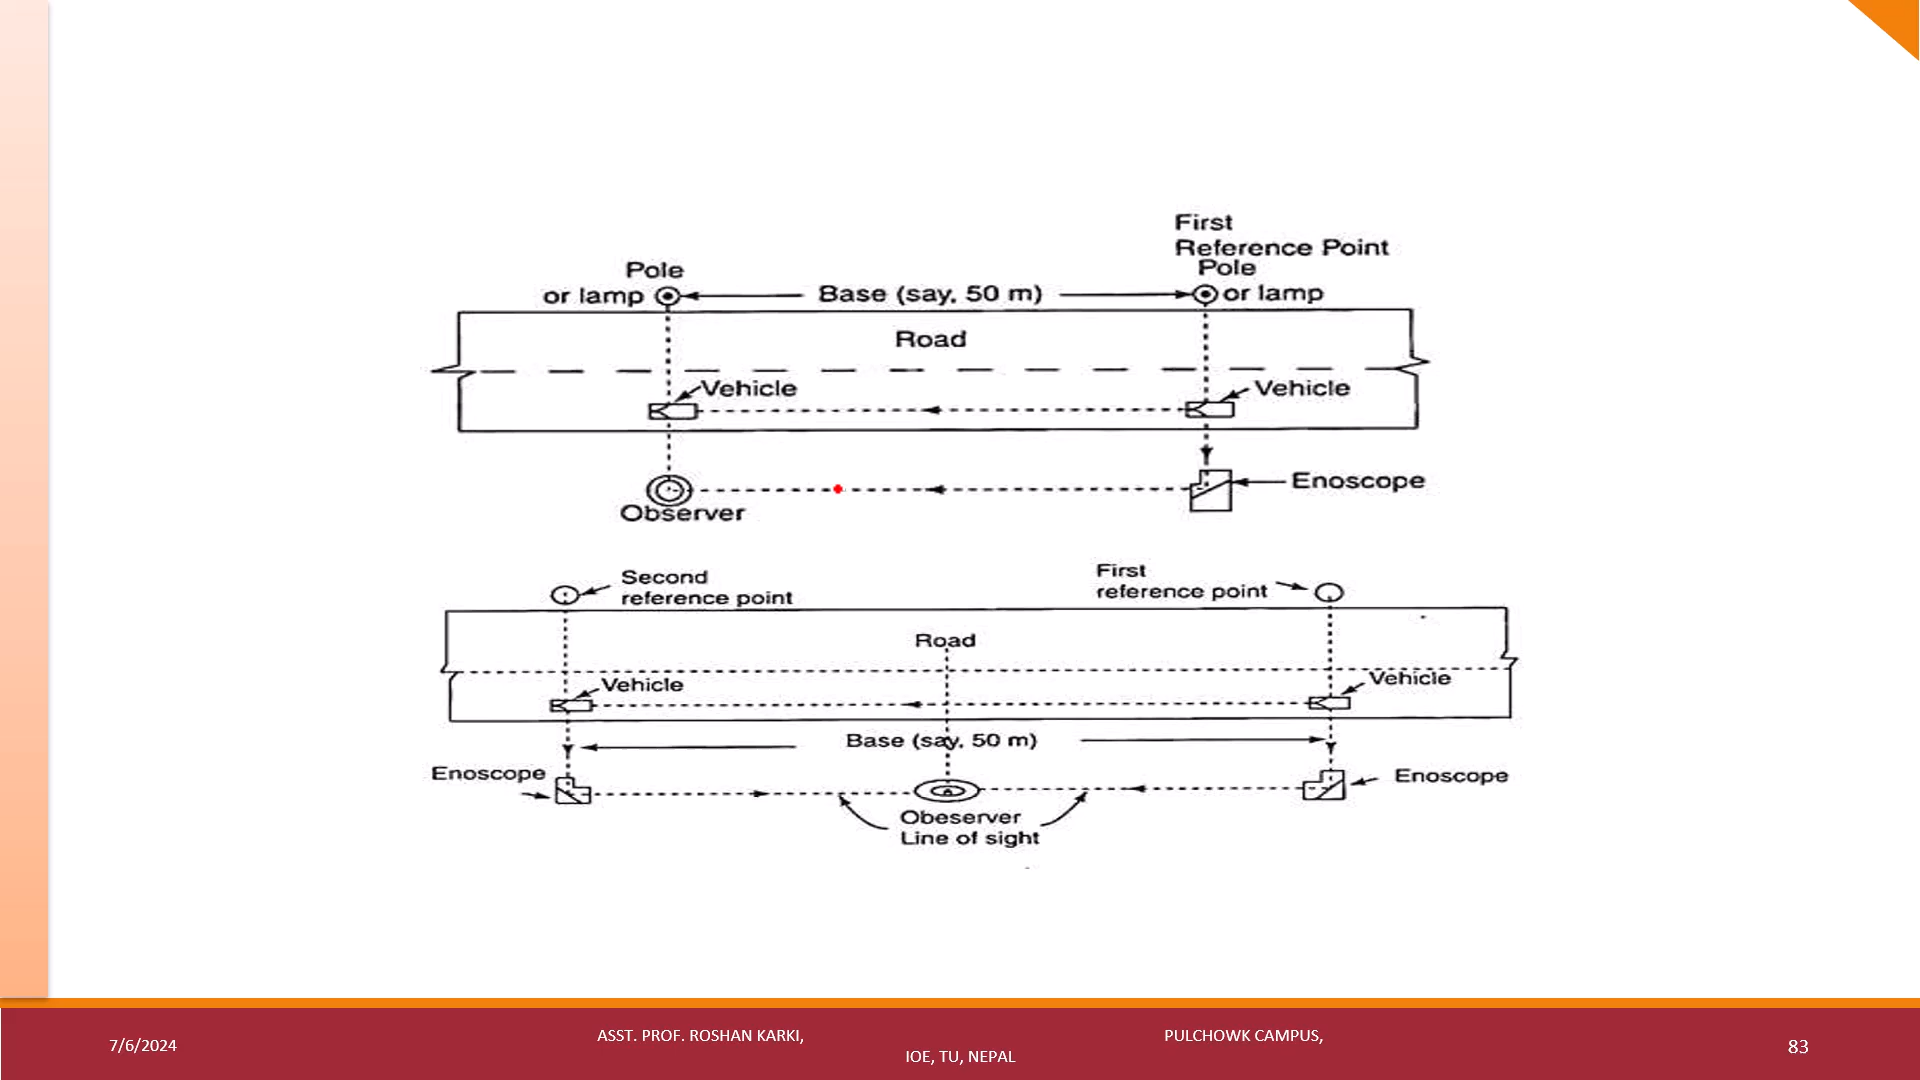 First
Reference Point
Pole
Pole
or lamp
Base (say, 50 m)
or lamp
Road
Vehicle
Vehicle
Enoscope
Observer
Second
reference point
First
reference point
Road
Vehicle
Vehicle
Base (say, 50 m)
Enoscope
Enoscope
Obeserver
Line of sight
7/6/2024
ASST. PROF. ROSHAN KARKI, PULCHOWK CAMPUS,
IOE, TU, NEPAL
83